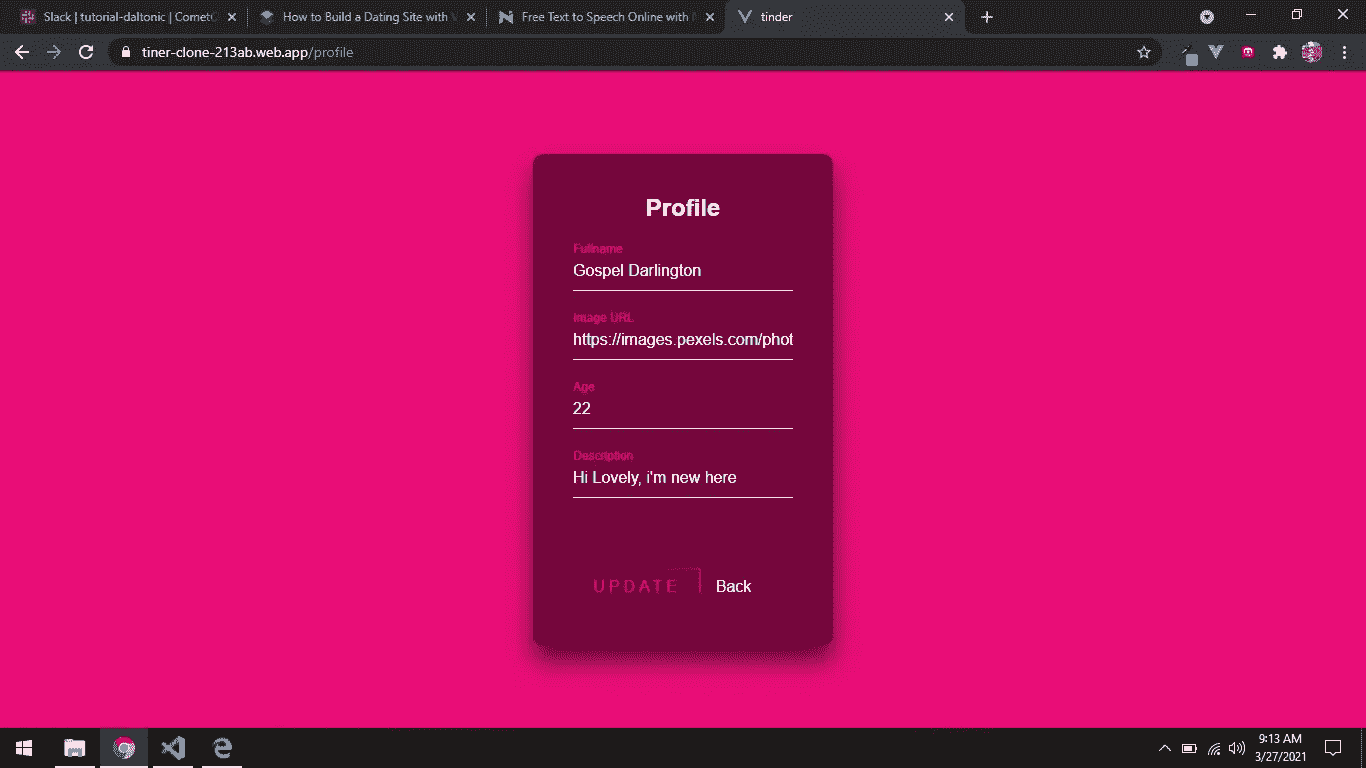 Slack | tutorial-daltonic | Comet
How to Build a Dating Site with
Free Text to Speech Online with
tinder
tiner-clone-213ab.web.app/profile
Profile
Fullname
Gospel Darlington
Image URL
https://images.pexels.com/phot
Age
22
Description
Hi Lovely, i'm new here
UPDATE Back
9:13 AM
3/27/2021